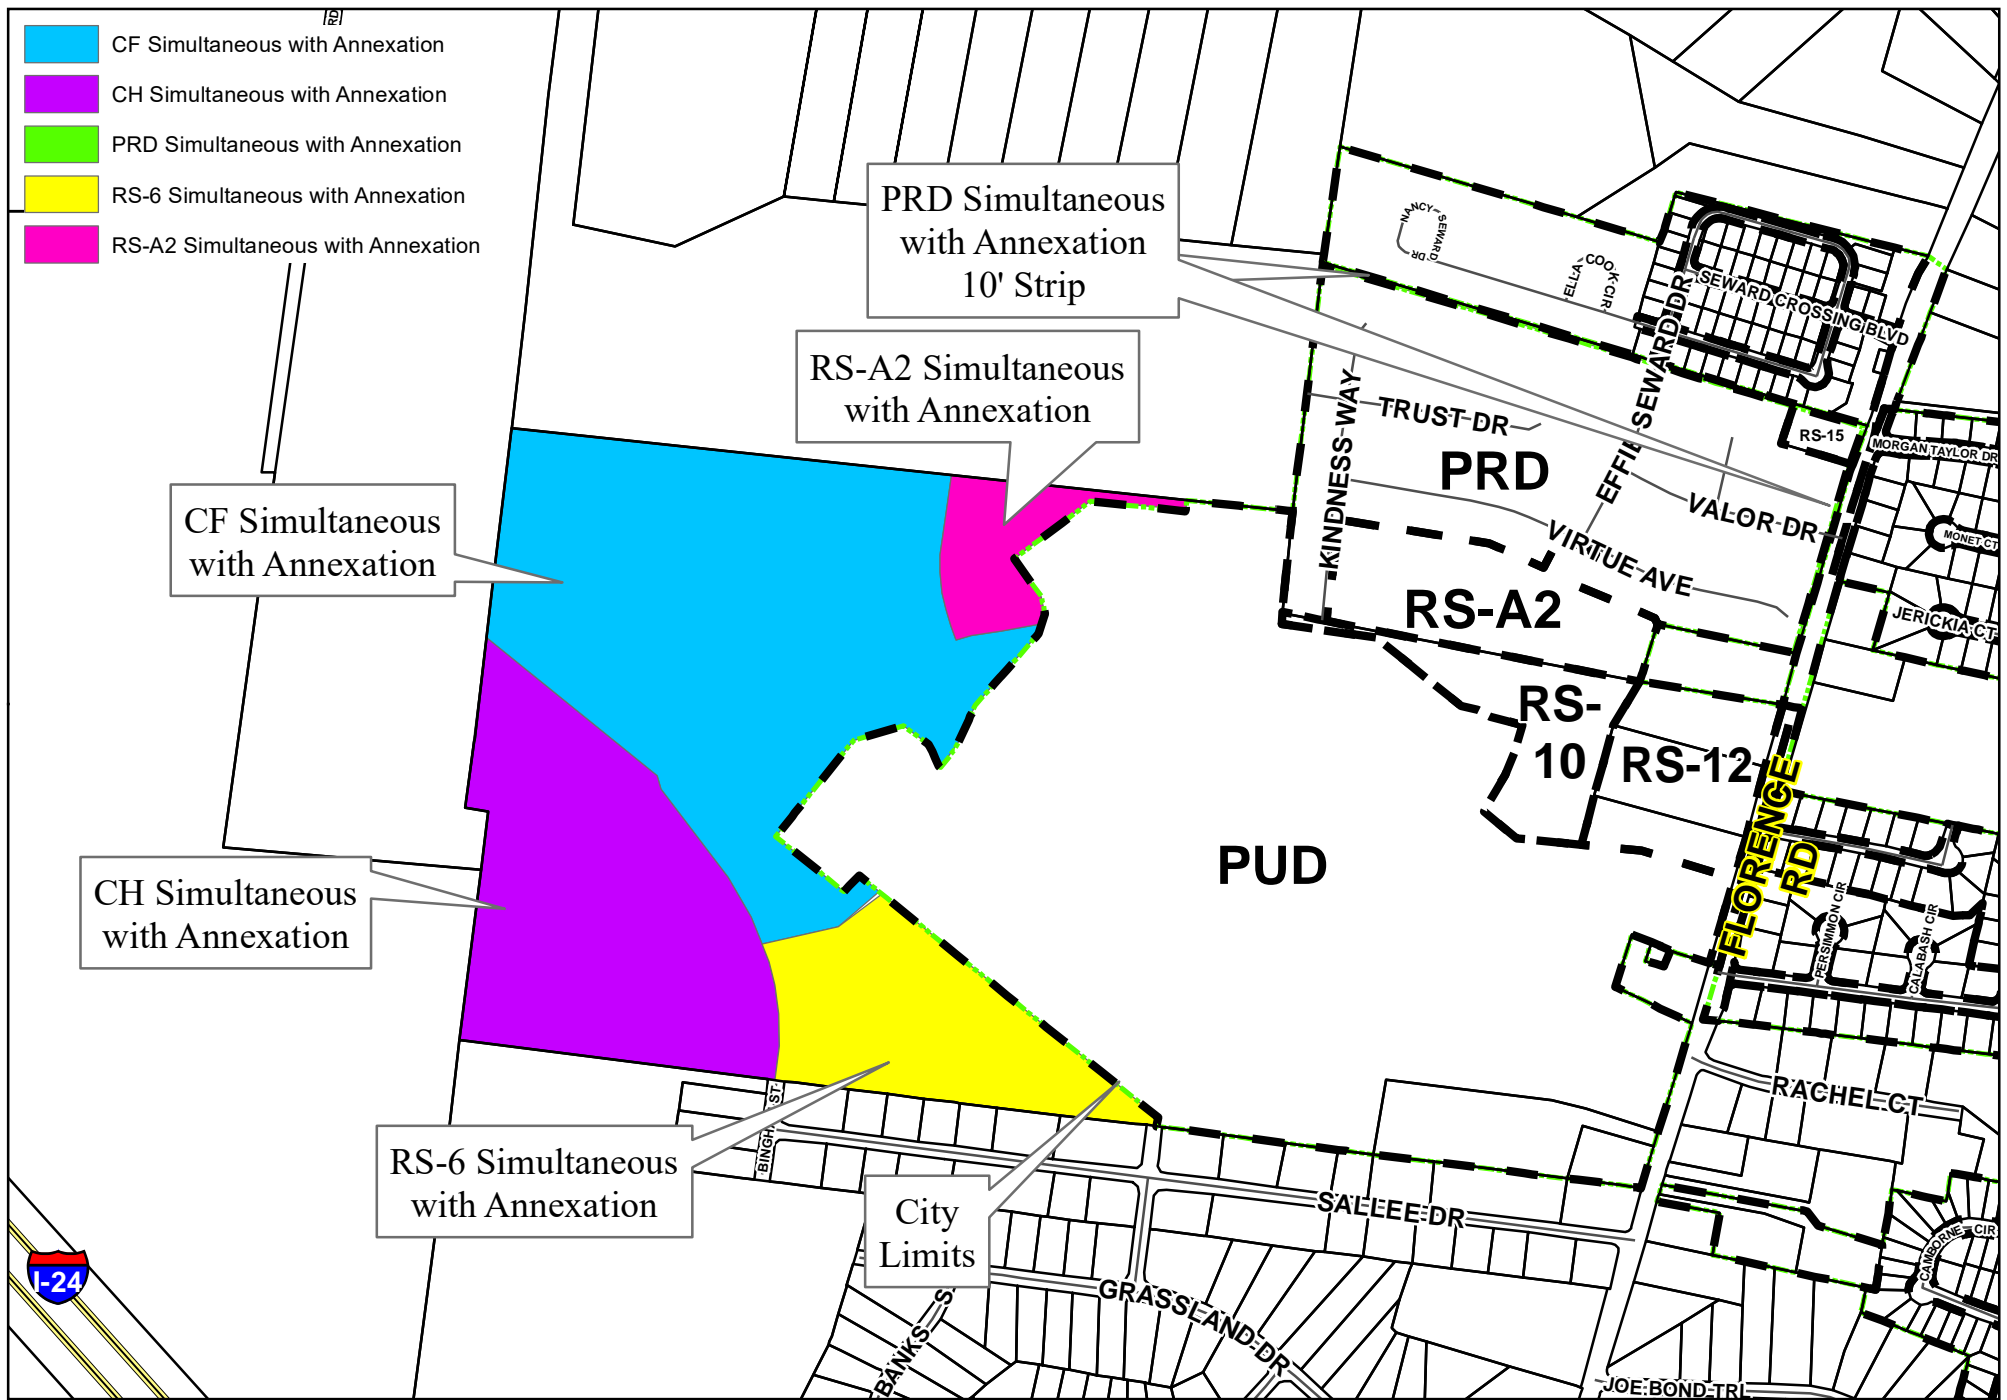 RD
CF Simultaneous with Annexation
CH Simultaneous with Annexation
PRD Simultaneous with Annexation
RS-6 Simultaneous with Annexation
RS-A2 Simultaneous with Annexation
PRD Simultaneous
with Annexation
10' Strip
NANCY SEWARD DR
ELLA COOK CIR
SEWARD CROSSING BLVD
EFFIE SEWARD DR
RS-A2 Simultaneous
with Annexation
KINDNESS WAY
TRUST DR
PRD
RS-15
MORGAN TAYLOR DR
VALOR DR
VIRTUE AVE
MONET CT
CF Simultaneous
with Annexation
RS-A2
JERICKIA CT
RS-
10
RS-12
FLORENCE
RD
PUD
CH Simultaneous
with Annexation
PERSIMMON CIR
CALABASH CIR
RACHEL CT
RS-6 Simultaneous
with Annexation
ST
City
Limits
SALLEE DR
CAMBORNE CIR
I-24
GRASSLAND DR
BANKS
JOE BOND TRL